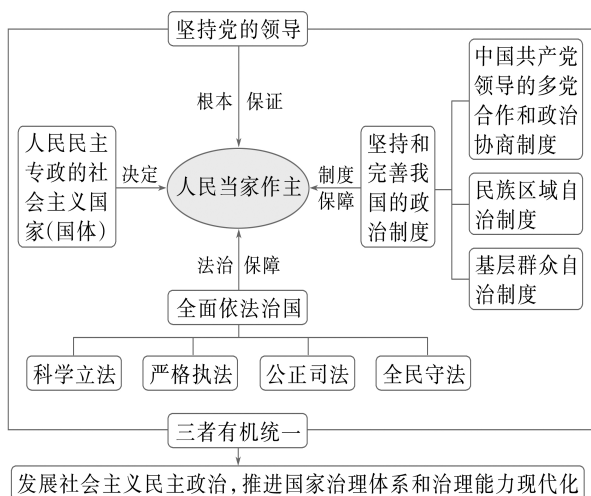 坚持党的领导
根本 保证
人民民主
专政的社
会主义国
家(国体)
决定
人民当家作主
制度
保障
坚持和
完善我
国的政
治制度
中国共产党
领导的多党
合作和政治
协商制度
民族区域自
治制度
基层群众自
治制度
法治 保障
全面依法治国
科学立法
严格执法
公正司法
全民守法
三者有机统一
发展社会主义民主政治,推进国家治理体系和治理能力现代化